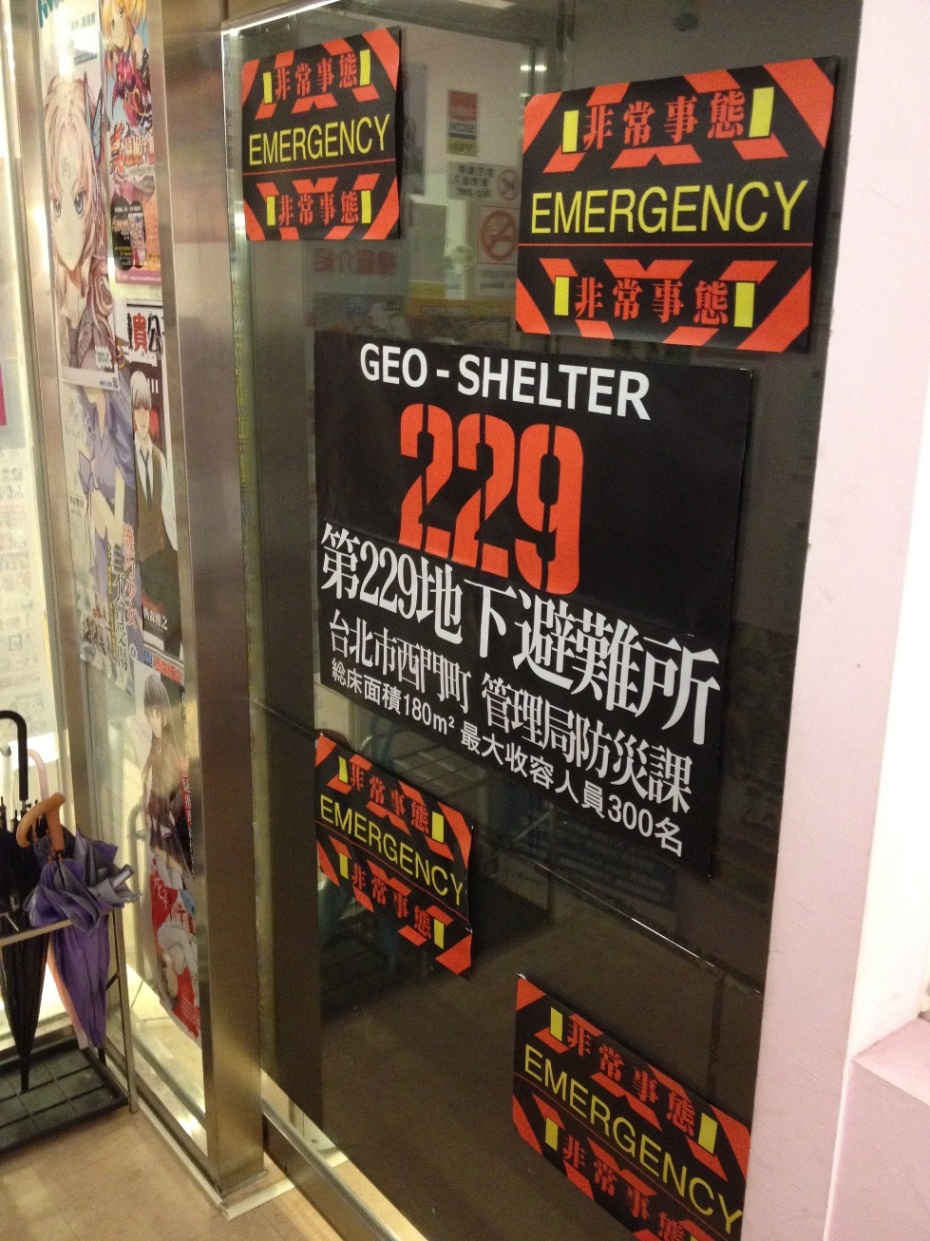 非常事態
EMERGENCY
非常事態
非常事態
EMERGENCY
非常事態
GEO - SHELTER
229
第229地下避難所
台北市西門町 管理局防災課
総床面積180m² 最大収容人員300名
非常事態
EMERGENCY
非常事態
非常事態
EMERGENCY
非常事態